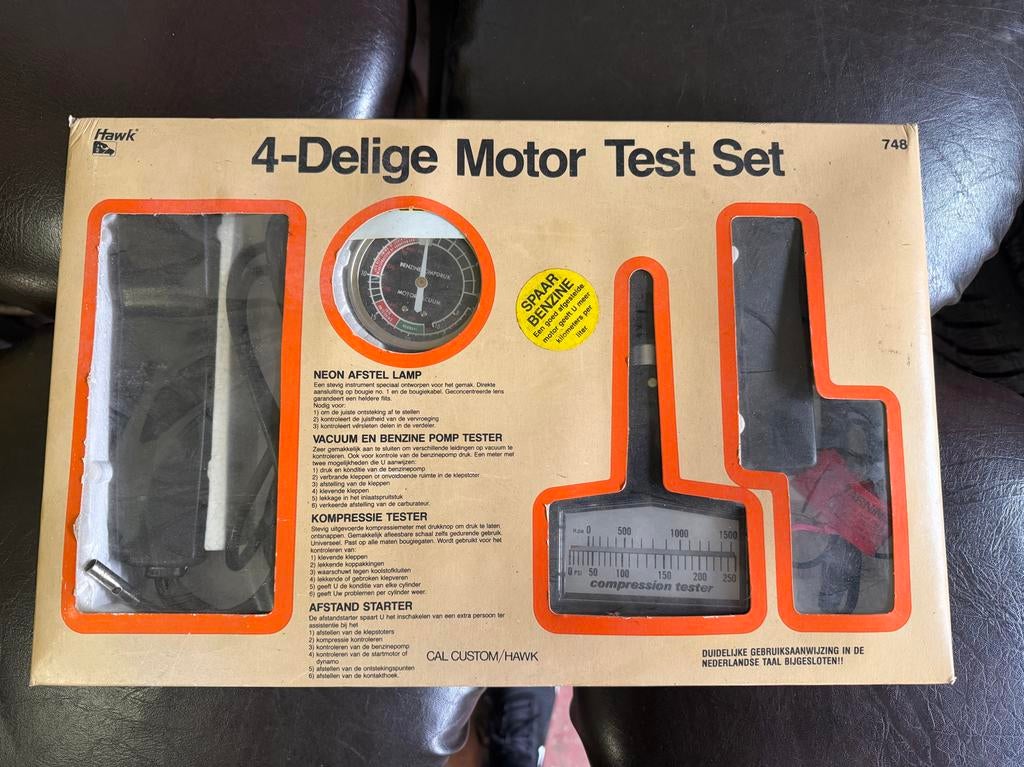 Hawk
4-Delige Motor Test Set
748
BENZINE
MOTOR VACUUM
SPAAR
BENZINE
Een goed afgestelde
motor geeft U meer
kilometers per
liter
NEON AFSTEL LAMP
Een stevig instrument speciaal ontworpen voor het gemak. Direkte
aansluiting op bougie no. 1 en de bougiekabel. Geconcentreerde lens
garandeert een heldere flits.
Nodig voor:
1) om de juiste ontsteking af te stellen
2) kontroleert de juistheid van de vervroeging
3) kontroleert versleten delen in de verdeler.
VACUUM EN BENZINE POMP TESTER
Zeer gemakkelijk aan te sluiten om verschillende leidingen op vacuum te
kontroleren. Ook voor kontrole van de benzinepomp druk. Een meter met
twee mogelijkheden die U aanwijzen:
1) druk en konditie van de benzinepomp
2) verbrande kleppen of onvoldoende ruimte in de klepstoter
3) afstelling van de kleppen
4) klevende kleppen
5) lekkage in het inlaatspruitstuk
6) verkeerde afstelling van de carburateur.
KOMPRESSIE TESTER
Stevig uitgevoerde kompressiemeter met drukknop om druk te laten
ontsnappen. Gemakkelijk afleesbare schaal zelfs gedurende gebruik.
Universeel. Past op alle maten bougiegaten. Wordt gebruikt voor het
kontroleren van:
1) klevende kleppen
2) lekkende koppakkingen
3) waarschuwt tegen koolstofkluiten
4) lekkende of gebroken klepveren
5) geeft U de konditie van elke cylinder
6) geeft Uw problemen per cylinder weer.
AFSTAND STARTER
De afstandstarter spaart U het inschakelen van een extra persoon ter
assistentie bij het
1) afstellen van de klepstoters
2) kompressie kontroleren
3) kontroleren van de benzinepomp
4) kontroleren van de startmotor of
dynamo
5) afstellen van de ontstekingspunten
6) afstellen van de kontakthoek.
CAL CUSTOM/HAWK
0 500 1000 1500
0 PSI 50 100 150 200 250
compression tester
DUIDELIJKE GEBRUIKSAANWIJZING IN DE
NEDERLANDSE TAAL BIJGESLOTEN!!